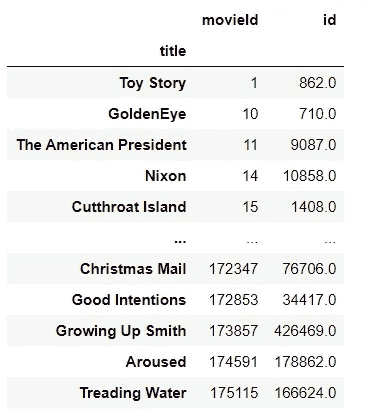 movieId id
title
Toy Story 1 862.0
GoldenEye 10 710.0
The American President 11 9087.0
Nixon 14 10858.0
Cutthroat Island 15 1408.0
... ... ...
Christmas Mail 172347 76706.0
Good Intentions 172853 34417.0
Growing Up Smith 173857 426469.0
Aroused 174591 178862.0
Treading Water 175115 166624.0